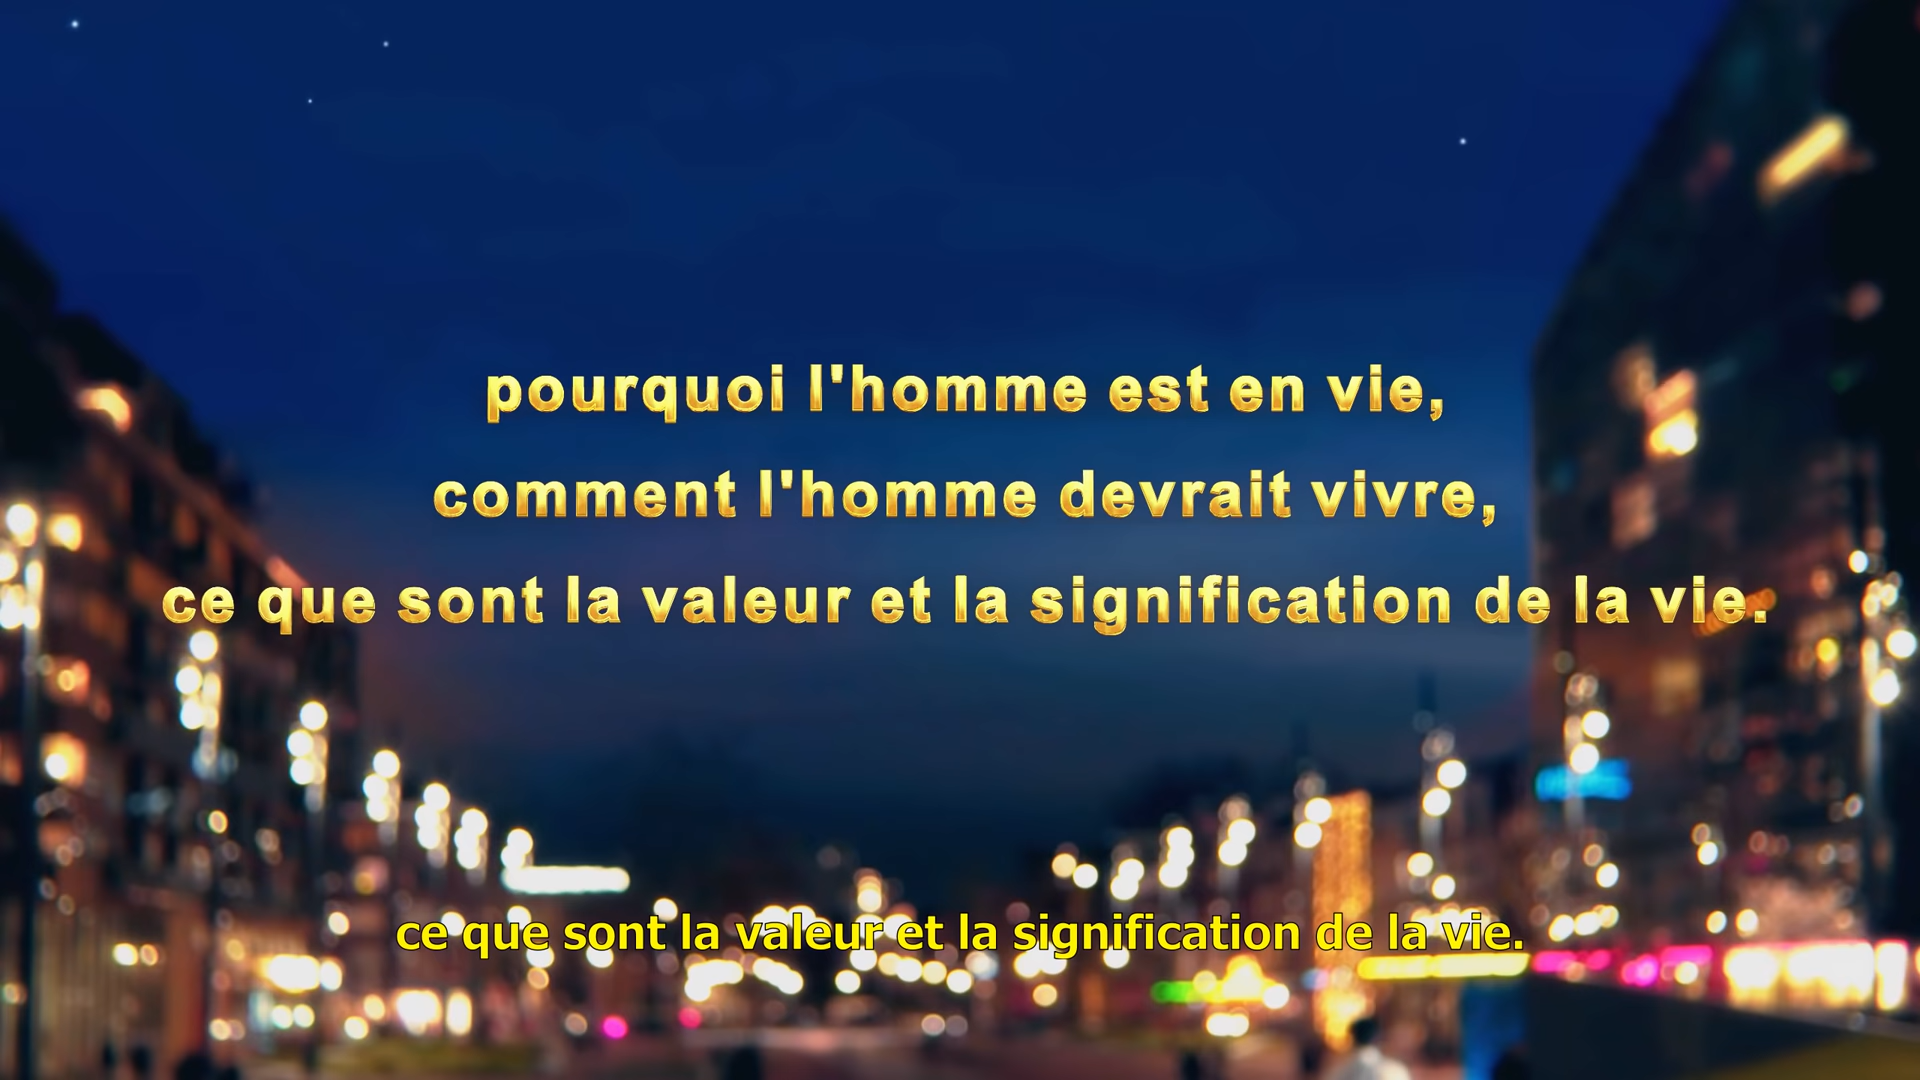 pourquoi l'homme est en vie,
comment l'homme devrait vivre,
ce que sont la valeur et la signification de la vie.
ce que sont la valeur et la signification de la vie.